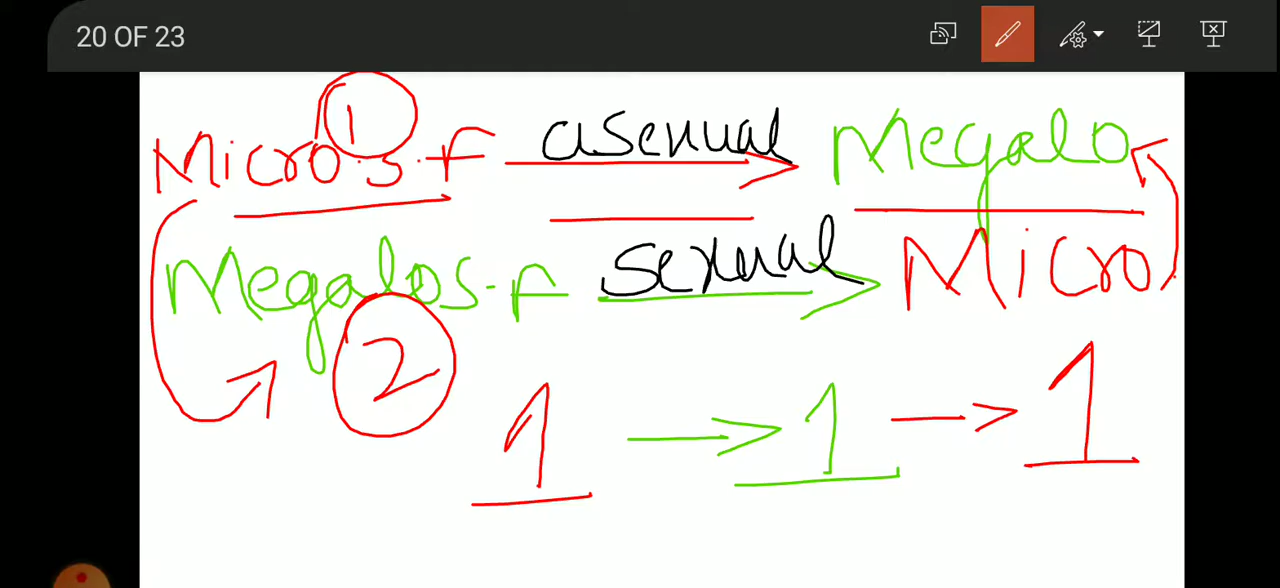 20 OF 23
1
Micro.s.f asexual Megalo
Megalos.f sexual Micro
2
1 → 1 → 1